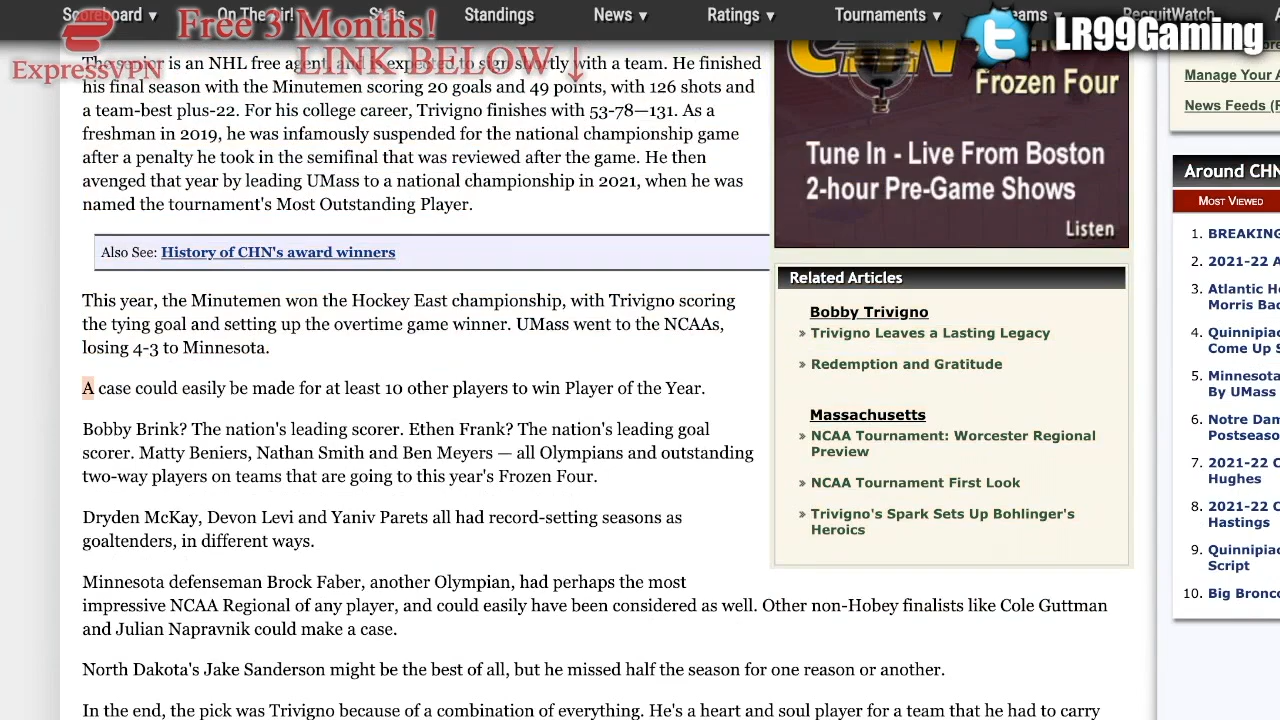 Scoreboard ▾ On The Air! Stats Standings News ▾ Ratings ▾ Tournaments ▾ Teams ▾ RecruitWatch
Free 3 Months!
LINK BELOW ↓
ExpressVPN
LR99Gaming
is an NHL free agent, and is expected to sign shortly with a team. He finished
his final season with the Minutemen scoring 20 goals and 49 points, with 126 shots and
a team-best plus-22. For his college career, Trivigno finishes with 53-78—131. As a
freshman in 2019, he was infamously suspended for the national championship game
after a penalty he took in the semifinal that was reviewed after the game. He then
avenged that year by leading UMass to a national championship in 2021, when he was
named the tournament's Most Outstanding Player.
Also See: History of CHN's award winners
This year, the Minutemen won the Hockey East championship, with Trivigno scoring
the tying goal and setting up the overtime game winner. UMass went to the NCAAs,
losing 4-3 to Minnesota.
A case could easily be made for at least 10 other players to win Player of the Year.
Bobby Brink? The nation's leading scorer. Ethen Frank? The nation's leading goal
scorer. Matty Beniers, Nathan Smith and Ben Meyers — all Olympians and outstanding
two-way players on teams that are going to this year's Frozen Four.
Dryden McKay, Devon Levi and Yaniv Parets all had record-setting seasons as
goaltenders, in different ways.
Minnesota defenseman Brock Faber, another Olympian, had perhaps the most
impressive NCAA Regional of any player, and could easily have been considered as well. Other non-Hobey finalists like Cole Guttman
and Julian Napravnik could make a case.
North Dakota's Jake Sanderson might be the best of all, but he missed half the season for one reason or another.
In the end, the pick was Trivigno because of a combination of everything. He's a heart and soul player for a team that he had to carry
CHN
Frozen Four
Tune In - Live From Boston
2-hour Pre-Game Shows
Listen
Related Articles
Bobby Trivigno
» Trivigno Leaves a Lasting Legacy
» Redemption and Gratitude
Massachusetts
» NCAA Tournament: Worcester Regional
Preview
» NCAA Tournament First Look
» Trivigno's Spark Sets Up Bohlinger's
Heroics
Manage Your A
News Feeds (
Around CHN
Most Viewed
1. BREAKING
2. 2021-22 A
3. Atlantic H
Morris Ba
4. Quinnipia
Come Up S
5. Minnesota
By UMass
6. Notre Dam
Postseaso
7. 2021-22 C
Hughes
8. 2021-22 C
Hastings
9. Quinnipia
Script
10. Big Bronc